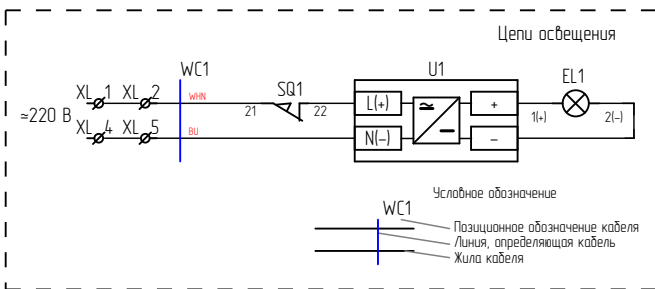 Цепи освещения
WC1
U1
EL1
XL 1 XL 2
WHN
SQ1
21
22
L(+)
+
1(+)
2(-)
≃220 В
XL 4 XL 5
BU
N(-)
-
Условное обозначение
WC1
Позиционное обозначение кабеля
Линия, определяющая кабель
Жила кабеля